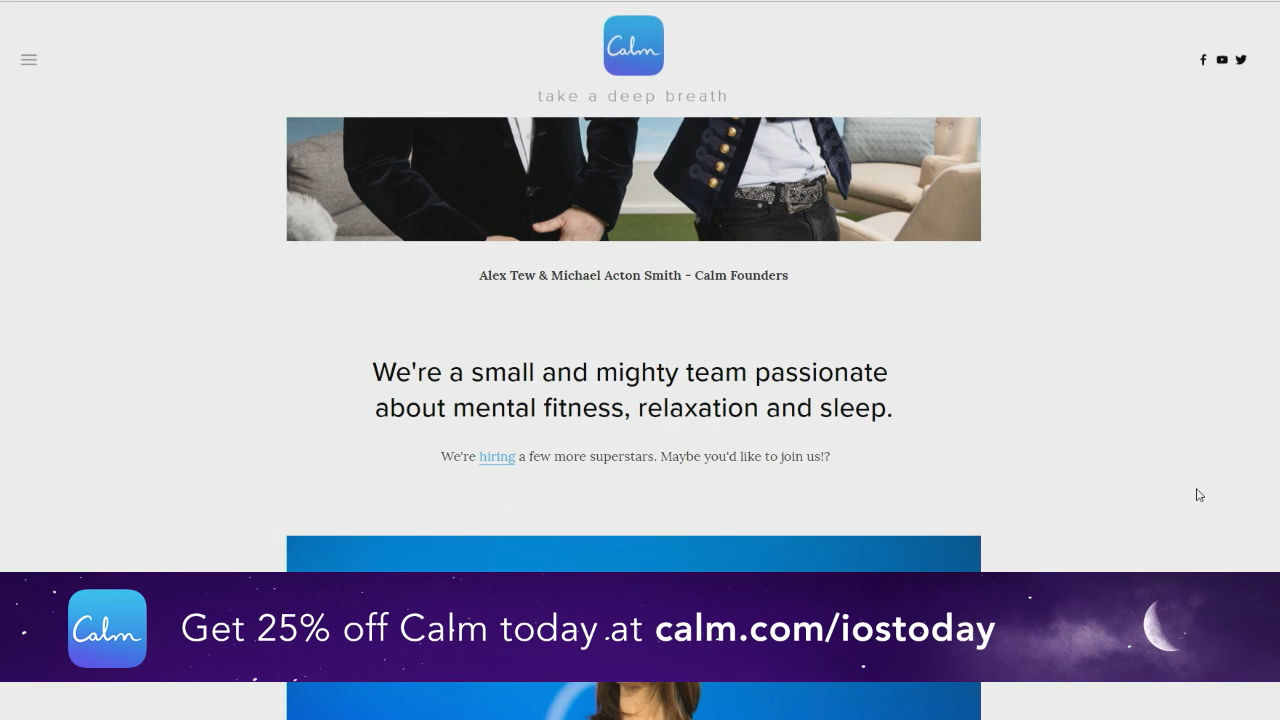 Calm
take a deep breath
Alex Tew & Michael Acton Smith - Calm Founders
We're a small and mighty team passionate
about mental fitness, relaxation and sleep.
We're hiring a few more superstars. Maybe you'd like to join us!?
Calm
Get 25% off Calm today at calm.com/iostoday